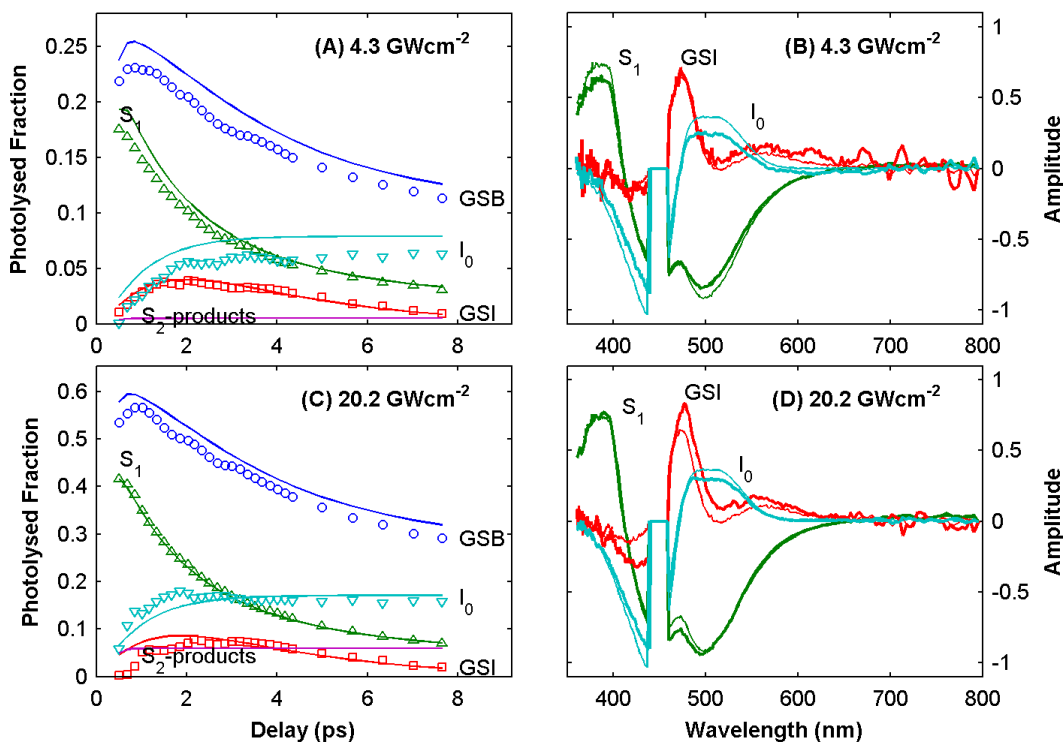 (A) 4.3 GWcm-2
0.25
0.2
0.15
0.1
0.05
0
Photolysed Fraction
S1
GSB
I0
GSI
S2-products
0 2 4 6 8
(B) 4.3 GWcm-2
S1
GSI
I0
1
0.5
0
-0.5
-1
Amplitude
400 500 600 700 800
(C) 20.2 GWcm-2
0.6
0.5
0.4
0.3
0.2
0.1
0
Photolysed Fraction
S1
GSB
I0
S2-products
GSI
0 2 4 6 8
Delay (ps)
(D) 20.2 GWcm-2
S1
GSI
I0
1
0.5
0
-0.5
-1
Amplitude
400 500 600 700 800
Wavelength (nm)